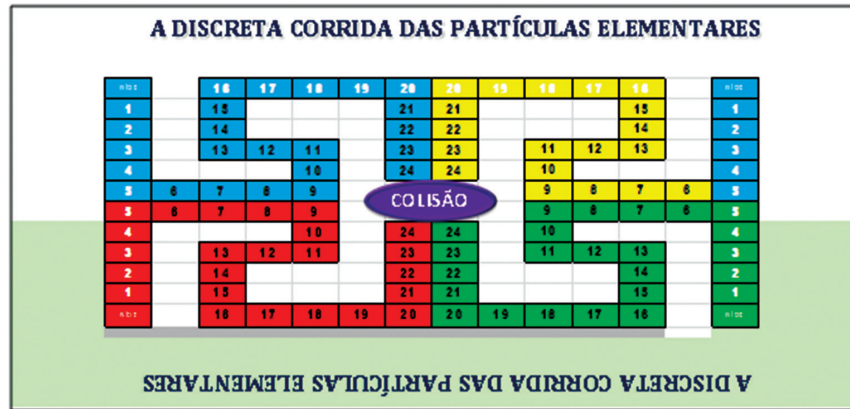 A DISCRETA CORRIDA DAS PARTÍCULAS ELEMENTARES
16 17 18 19 20 20 19 18 17 16
1 15 21 21 15 1
2 14 22 22 14 2
3 13 12 11 23 23 11 12 13 3
4 10 24 24 10 4
5 6 7 8 9 9 8 7 6 5
COLISÃO
5 6 7 8 9 9 8 7 6 5
4 10 24 24 10 4
3 13 12 11 23 23 11 12 13 3
2 14 22 22 14 2
1 15 21 21 15 1
16 17 18 19 20 20 19 18 17 16
A DISCRETA CORRIDA DAS PARTÍCULAS ELEMENTARES